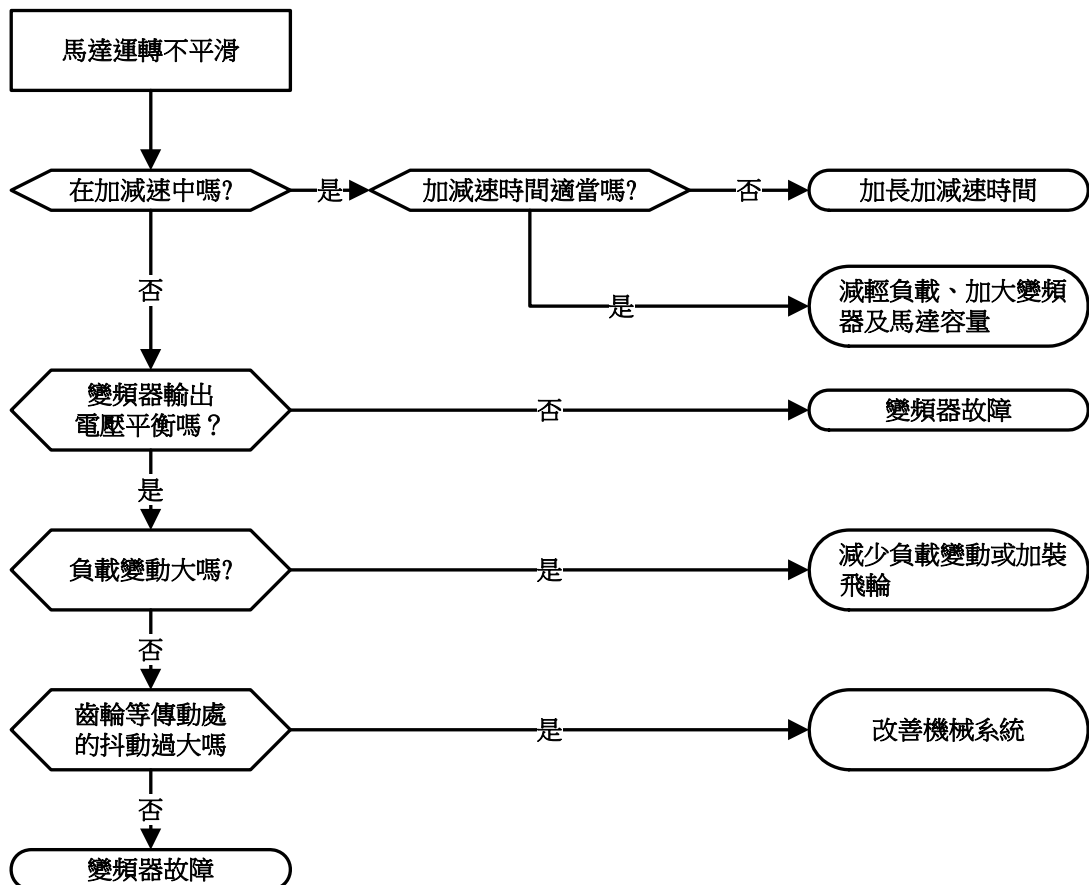 馬達運轉不平滑
在加減速中嗎?
是
加減速時間適當嗎?
否
加長加減速時間
否
是
減輕負載、加大變頻
器及馬達容量
變頻器輸出
電壓平衡嗎？
否
變頻器故障
是
負載變動大嗎?
是
減少負載變動或加裝
飛輪
否
齒輪等傳動處
的抖動過大嗎
是
改善機械系統
否
變頻器故障